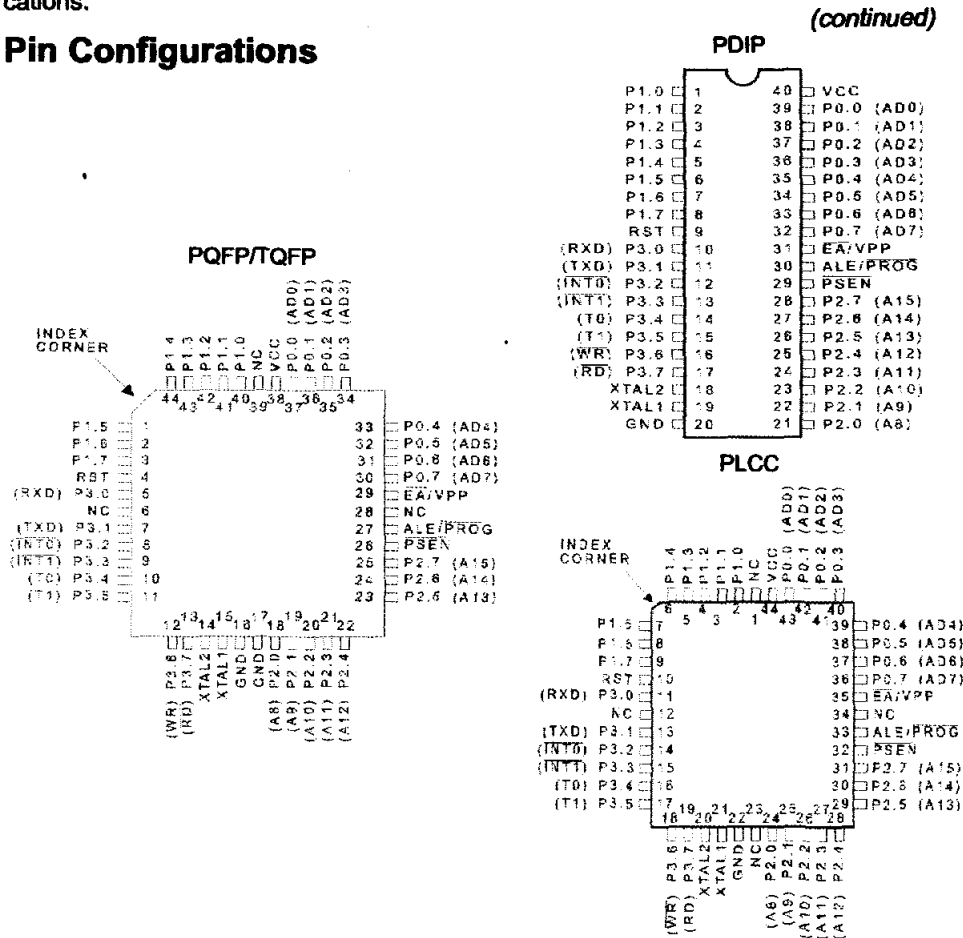 cations.
(continued)
Pin Configurations
PDIP
P1.0 1 40 VCC
P1.1 2 39 P0.0 (AD0)
P1.2 3 38 P0.1 (AD1)
P1.3 4 37 P0.2 (AD2)
P1.4 5 36 P0.3 (AD3)
P1.5 6 35 P0.4 (AD4)
P1.6 7 34 P0.5 (AD5)
P1.7 8 33 P0.6 (AD6)
RST 9 32 P0.7 (AD7)
(RXD) P3.0 10 31 EA/VPP
(TXD) P3.1 11 30 ALE/PROG
(INT0) P3.2 12 29 PSEN
(INT1) P3.3 13 28 P2.7 (A15)
(T0) P3.4 14 27 P2.6 (A14)
(T1) P3.5 15 26 P2.5 (A13)
(WR) P3.6 16 25 P2.4 (A12)
(RD) P3.7 17 24 P2.3 (A11)
XTAL2 18 23 P2.2 (A10)
XTAL1 19 22 P2.1 (A9)
GND 20 21 P2.0 (A8)
PQFP/TQFP
INDEX
CORNER
(AD0) (AD1) (AD2) (AD3)
P1.4 P1.3 P1.2 P1.1 P1.0 NC VCC P0.0 P0.1 P0.2 P0.3
44 43 42 41 40 39 38 37 36 35 34
P1.5 1 33 P0.4 (AD4)
P1.6 2 32 P0.5 (AD5)
P1.7 3 31 P0.6 (AD6)
RST 4 30 P0.7 (AD7)
(RXD) P3.0 5 29 EA/VPP
NC 6 28 NC
(TXD) P3.1 7 27 ALE/PROG
(INT0) P3.2 8 26 PSEN
(INT1) P3.3 9 25 P2.7 (A15)
(T0) P3.4 10 24 P2.6 (A14)
(T1) P3.5 11 23 P2.5 (A13)
12 13 14 15 16 17 18 19 20 21 22
P3.6 P3.7 XTAL2 XTAL1 GND GND P2.0 P2.1 P2.2 P2.3 P2.4
(WR) (RD) (A8) (A9) (A10) (A11) (A12)
PLCC
INDEX
CORNER
(AD0) (AD1) (AD2) (AD3)
P1.4 P1.3 P1.2 P1.1 P1.0 NC VCC P0.0 P0.1 P0.2 P0.3
6 5 4 3 2 1 44 43 42 41 40
P1.5 7 39 P0.4 (AD4)
P1.6 8 38 P0.5 (AD5)
P1.7 9 37 P0.6 (AD6)
RST 10 36 P0.7 (AD7)
(RXD) P3.0 11 35 EA/VPP
NC 12 34 NC
(TXD) P3.1 13 33 ALE/PROG
(INT0) P3.2 14 32 PSEN
(INT1) P3.3 15 31 P2.7 (A15)
(T0) P3.4 16 30 P2.6 (A14)
(T1) P3.5 17 29 P2.5 (A13)
18 19 20 21 22 23 24 25 26 27 28
P3.6 P3.7 XTAL2 XTAL1 GND NC P2.0 P2.1 P2.2 P2.3 P2.4
(WR) (RD) (A8) (A9) (A10) (A11) (A12)